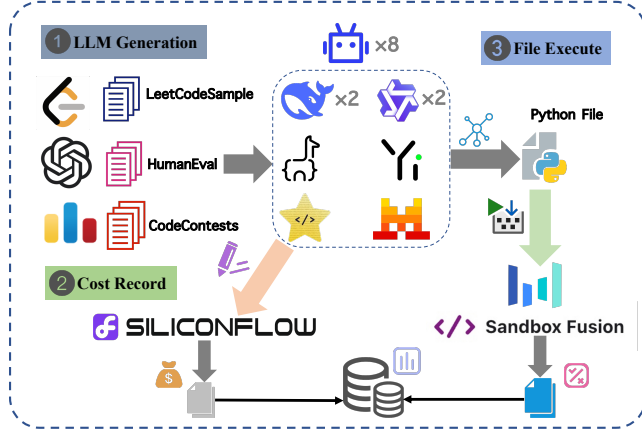 1 LLM Generation
×8
3 File Execute
LeetCodeSample
×2
×2
Python File
HumanEval
Yi
CodeContests
</>
2 Cost Record
SILICONFLOW
</> Sandbox Fusion
$